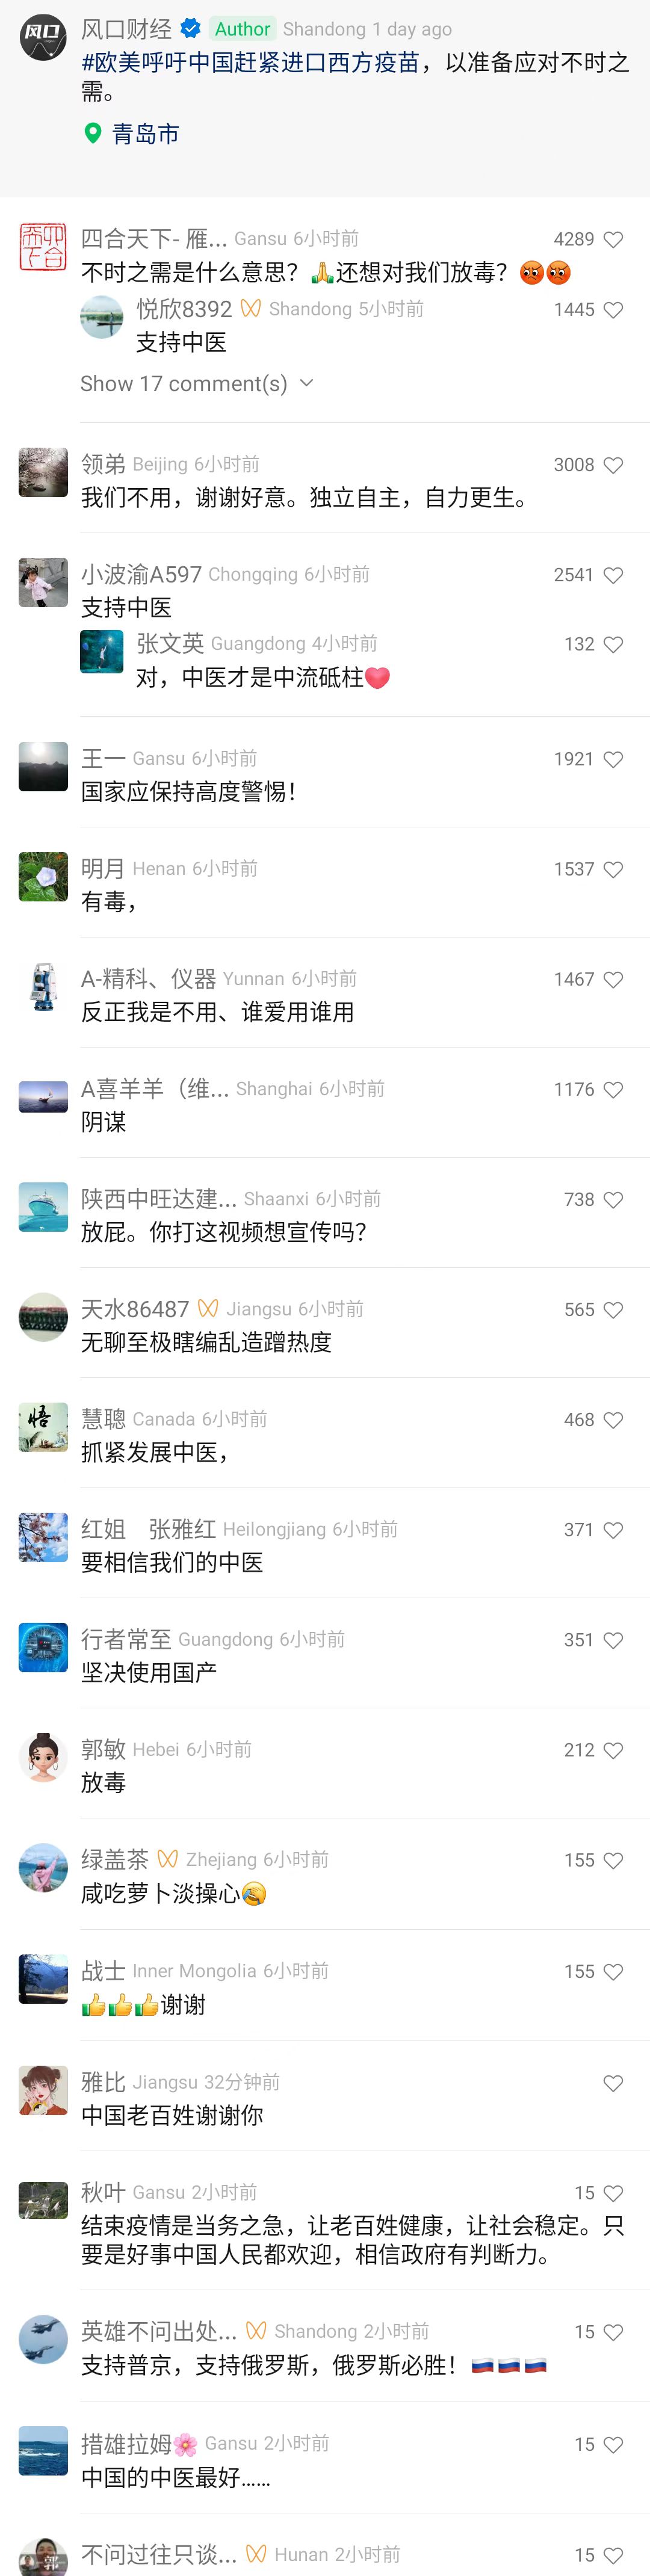 风口
风口财经 Author Shandong 1 day ago
#欧美呼吁中国赶紧进口西方疫苗，以准备应对不时之
需。
青岛市
四合天下- 雁... Gansu 6小时前 4289
不时之需是什么意思？🙏还想对我们放毒？😡😡
悦欣8392 Shandong 5小时前 1445
支持中医
Show 17 comment(s)
领弟 Beijing 6小时前 3008
我们不用，谢谢好意。独立自主，自力更生。
小波渝A597 Chongqing 6小时前 2541
支持中医
张文英 Guangdong 4小时前 132
对，中医才是中流砥柱❤
王一 Gansu 6小时前 1921
国家应保持高度警惕！
明月 Henan 6小时前 1537
有毒，
A-精科、仪器 Yunnan 6小时前 1467
反正我是不用、谁爱用谁用
A喜羊羊（维... Shanghai 6小时前 1176
阴谋
陕西中旺达建... Shaanxi 6小时前 738
放屁。你打这视频想宣传吗？
天水86487 Jiangsu 6小时前 565
无聊至极瞎编乱造蹭热度
悟
慧聰 Canada 6小时前 468
抓紧发展中医，
红姐 张雅红 Heilongjiang 6小时前 371
要相信我们的中医
行者常至 Guangdong 6小时前 351
坚决使用国产
郭敏 Hebei 6小时前 212
放毒
绿盖茶 Zhejiang 6小时前 155
咸吃萝卜淡操心😂
战士 Inner Mongolia 6小时前 155
👍👍👍谢谢
雅比 Jiangsu 32分钟前
中国老百姓谢谢你
秋叶 Gansu 2小时前 15
结束疫情是当务之急，让老百姓健康，让社会稳定。只
要是好事中国人民都欢迎，相信政府有判断力。
英雄不问出处... Shandong 2小时前 15
支持普京，支持俄罗斯，俄罗斯必胜！🇷🇺🇷🇺🇷🇺
措雄拉姆🌸 Gansu 2小时前 15
中国的中医最好......
不问过往只谈... Hunan 2小时前 15